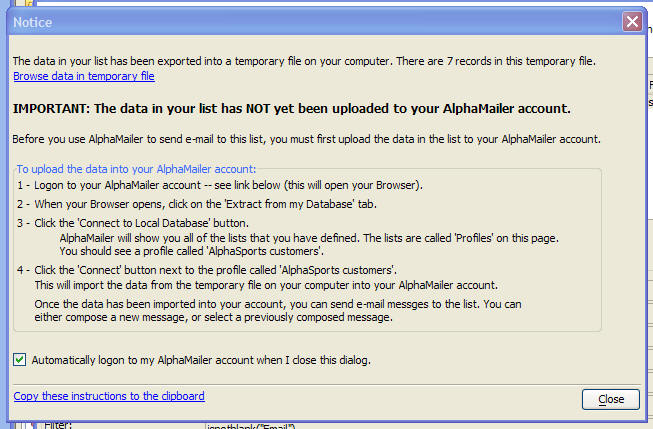 Notice
The data in your list has been exported into a temporary file on your computer. There are 7 records in this temporary file.
Browse data in temporary file
IMPORTANT: The data in your list has NOT yet been uploaded to your AlphaMailer account.
Before you use AlphaMailer to send e-mail to this list, you must first upload the data in the list to your AlphaMailer account.
To upload the data into your AlphaMailer account:
1 - Logon to your AlphaMailer account -- see link below (this will open your Browser).
2 - When your Browser opens, click on the 'Extract from my Database' tab.
3 - Click the 'Connect to Local Database' button.
AlphaMailer will show you all of the lists that you have defined. The lists are called 'Profiles' on this page.
You should see a profile called 'AlphaSports customers'.
4 - Click the 'Connect' button next to the profile called 'AlphaSports customers'.
This will import the data from the temporary file on your computer into your AlphaMailer account.
Once the data has been imported into your account, you can send e-mail messges to the list. You can
either compose a new message, or select a previously composed message.
Automatically logon to my AlphaMailer account when I close this dialog.
Copy these instructions to the clipboard
Close
Filter: